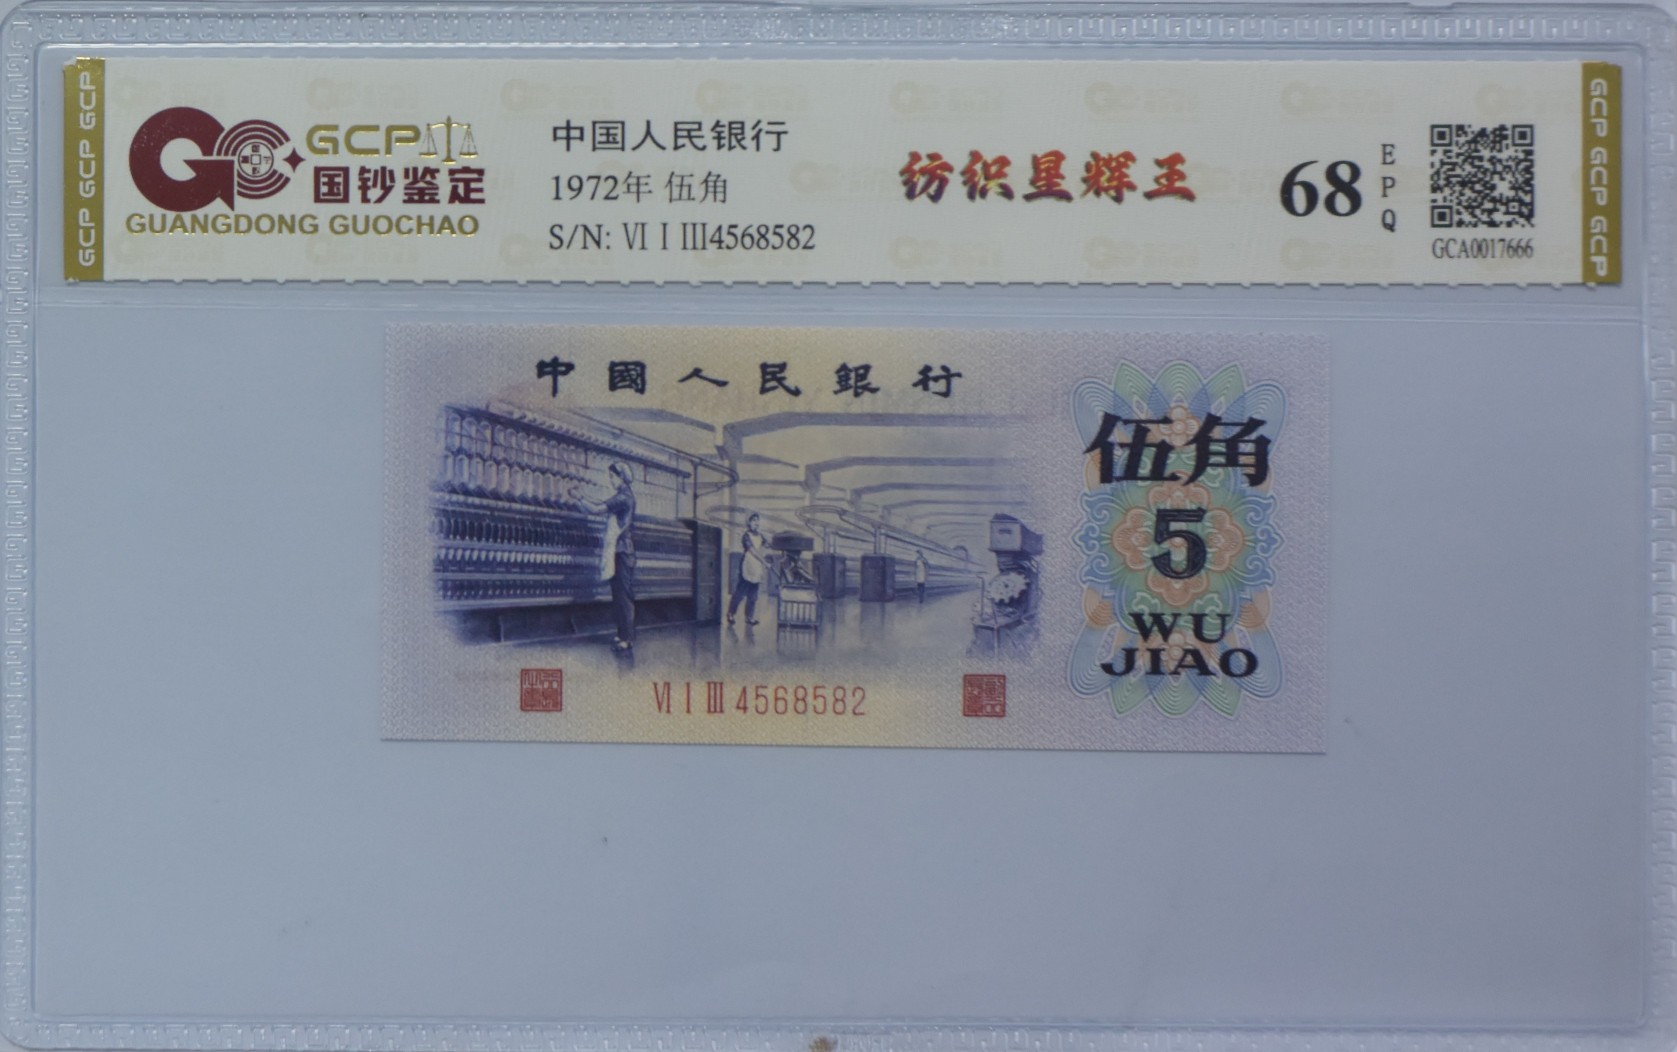 GCP GCP GCP
GCP
国钞鉴定
GUANGDONG GUOCHAO
中国人民银行
1972年 伍角
S/N: VI I III4568582
纺织星辉王
68
EPQ
GCA0017666
GCP GCP GCP
中國人民銀行
伍角
5
WU
JIAO
VI I III 4568582